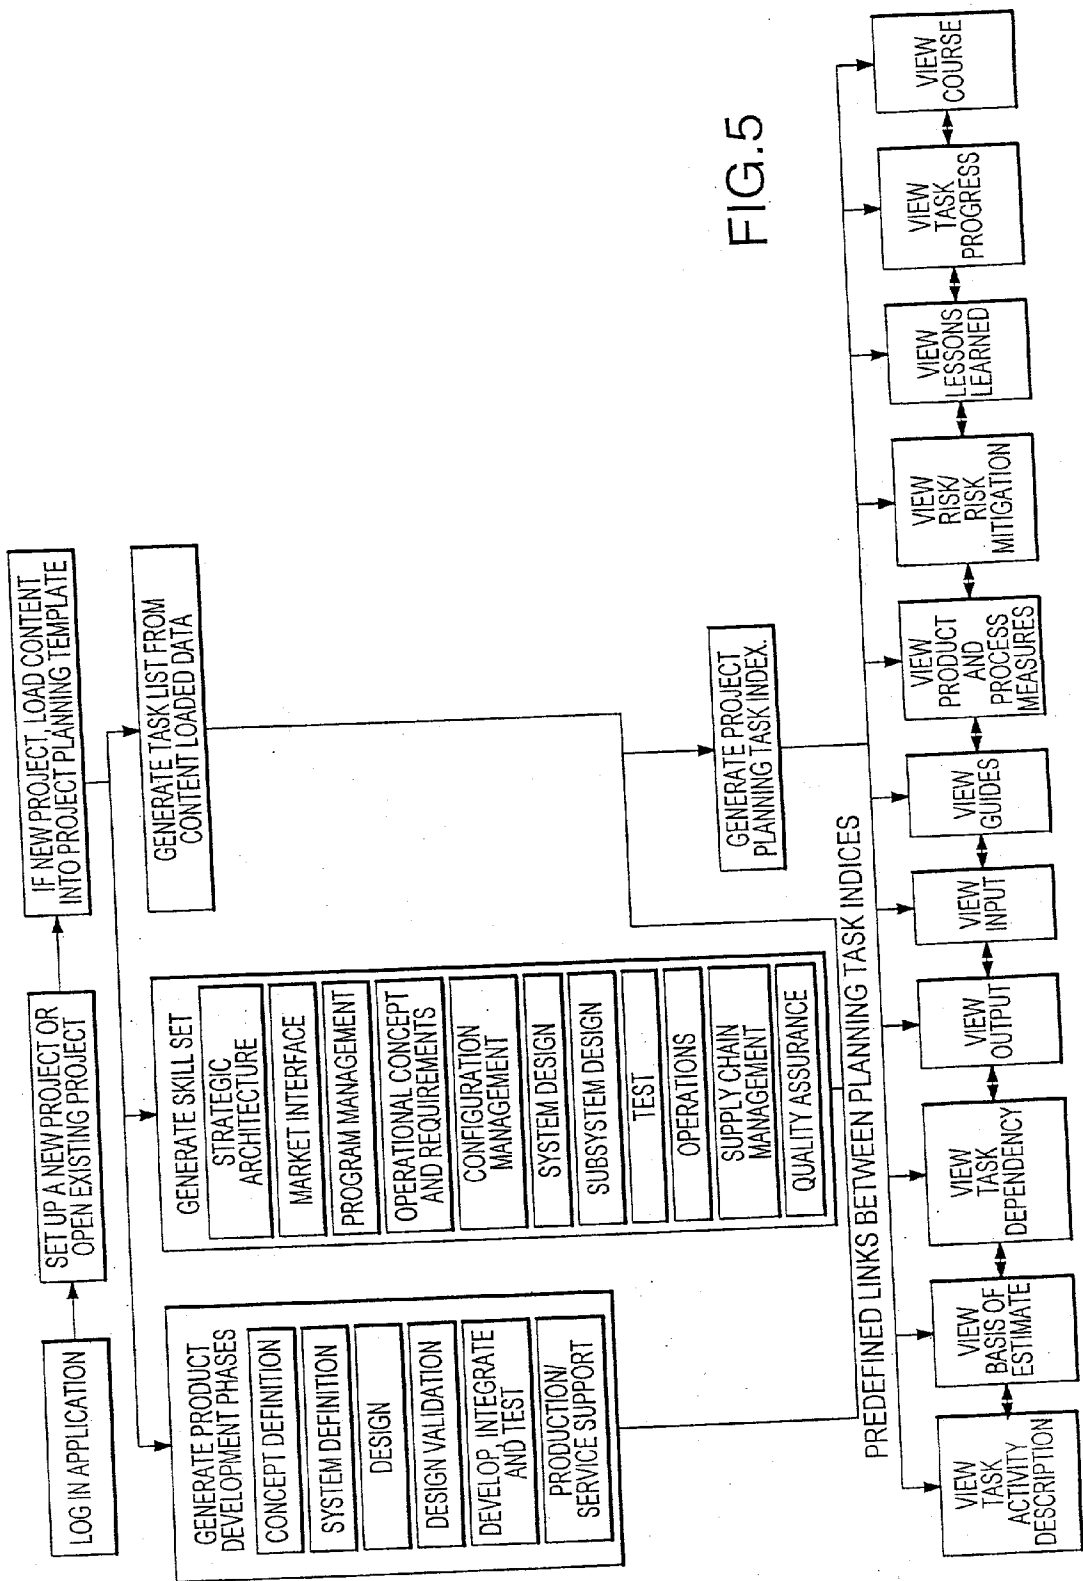 LOG IN APPLICATION
SET UP A NEW PROJECT OR
OPEN EXISTING PROJECT
IF NEW PROJECT, LOAD CONTENT
INTO PROJECT PLANNING TEMPLATE
GENERATE PRODUCT
DEVELOPMENT PHASES
CONCEPT DEFINITION
SYSTEM DEFINITION
DESIGN
DESIGN VALIDATION
DEVELOP, INTEGRATE
AND TEST
PRODUCTION/
SERVICE SUPPORT
GENERATE SKILL SET
STRATEGIC
ARCHITECTURE
MARKET INTERFACE
PROGRAM MANAGEMENT
OPERATIONAL CONCEPT
AND REQUIREMENTS
CONFIGURATION
MANAGEMENT
SYSTEM DESIGN
SUBSYSTEM DESIGN
TEST
OPERATIONS
SUPPLY CHAIN
MANAGEMENT
QUALITY ASSURANCE
GENERATE TASK LIST FROM
CONTENT LOADED DATA
GENERATE PROJECT
PLANNING TASK INDEX.
PREDEFINED LINKS BETWEEN PLANNING TASK INDICES
VIEW
TASK
ACTIVITY
DESCRIPTION
VIEW
BASIS OF
ESTIMATE
VIEW
TASK
DEPENDENCY
VIEW
OUTPUT
VIEW
INPUT
VIEW
GUIDES
VIEW
PRODUCT
AND
PROCESS
MEASURES
VIEW
RISK/
RISK
MITIGATION
VIEW
LESSONS
LEARNED
VIEW
TASK
PROGRESS
VIEW
COURSE
FIG.5